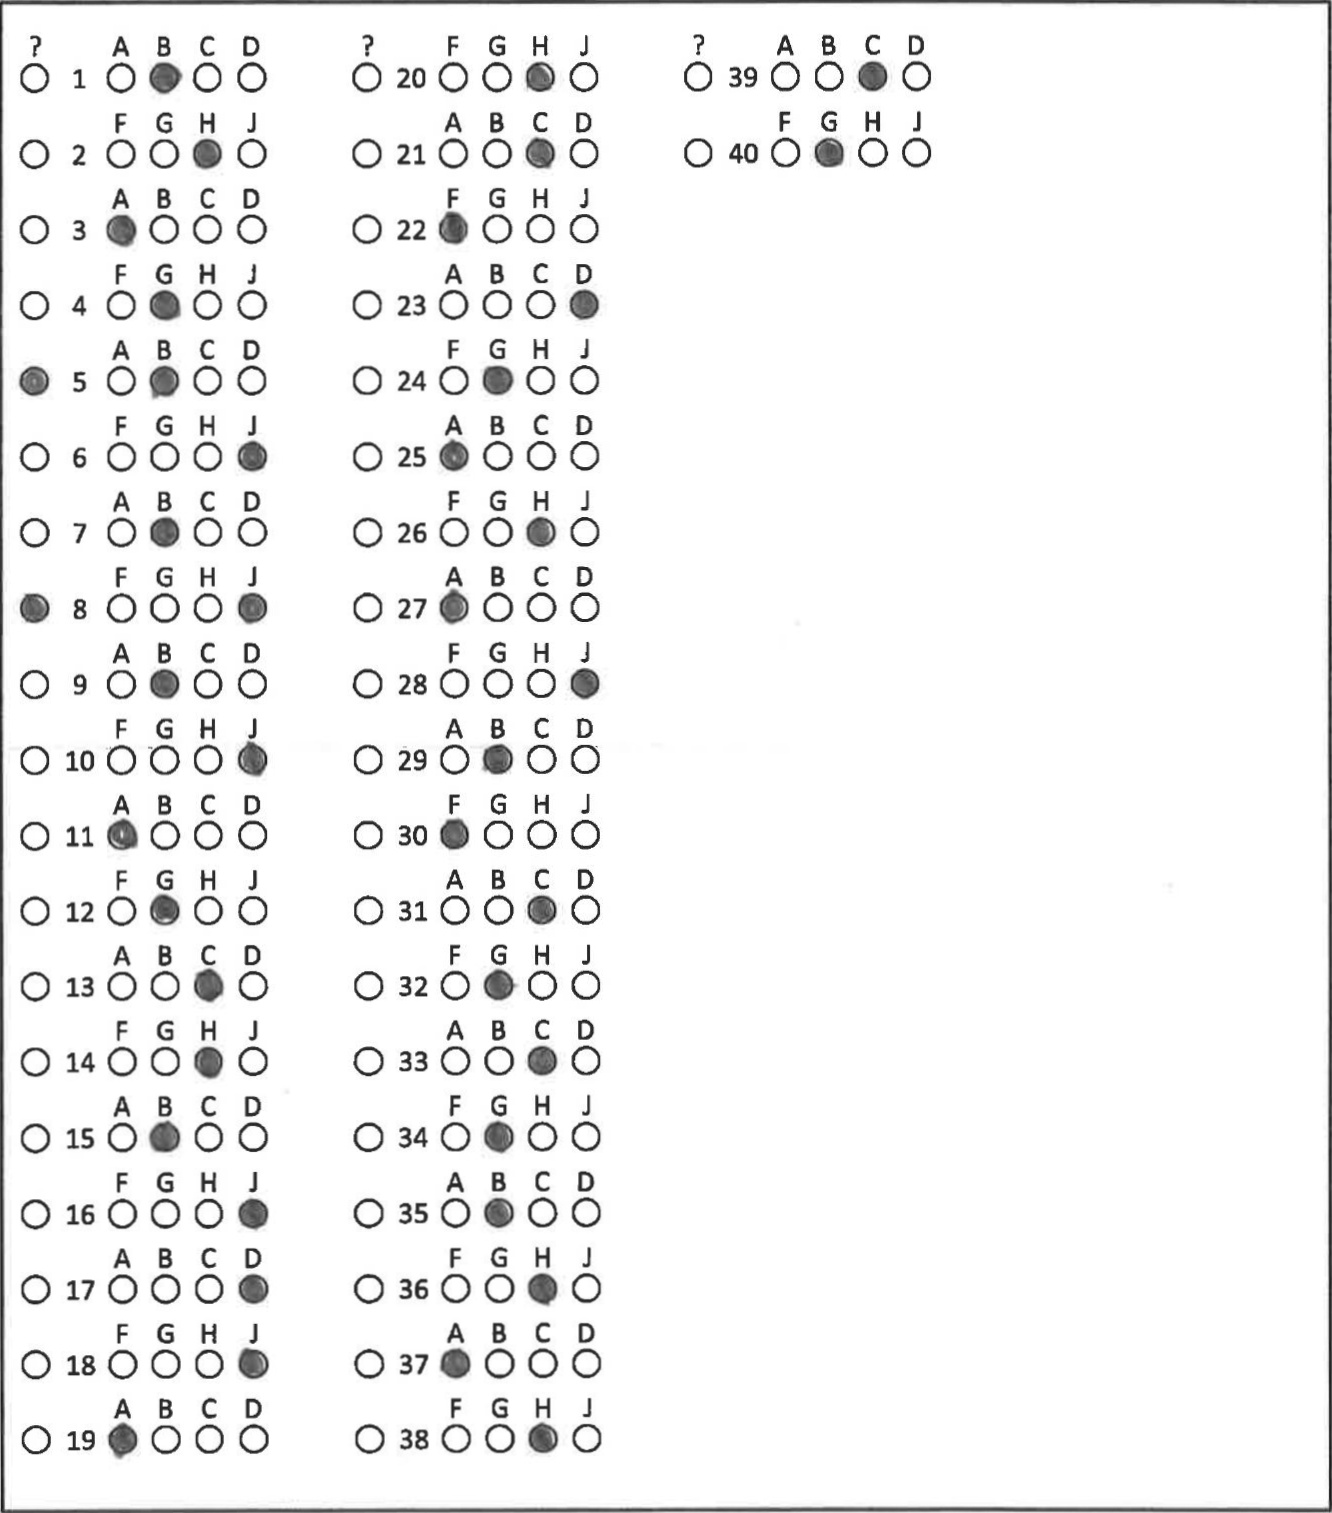 ? A B C D
1
F G H J
2
A B C D
3
F G H J
4
A B C D
5
F G H J
6
A B C D
7
F G H J
8
A B C D
9
F G H J
10
A B C D
11
F G H J
12
A B C D
13
F G H J
14
A B C D
15
F G H J
16
A B C D
17
F G H J
18
A B C D
19
? F G H J
20
A B C D
21
F G H J
22
A B C D
23
F G H J
24
A B C D
25
F G H J
26
A B C D
27
F G H J
28
A B C D
29
F G H J
30
A B C D
31
F G H J
32
A B C D
33
F G H J
34
A B C D
35
F G H J
36
A B C D
37
F G H J
38
? A B C D
39
F G H J
40